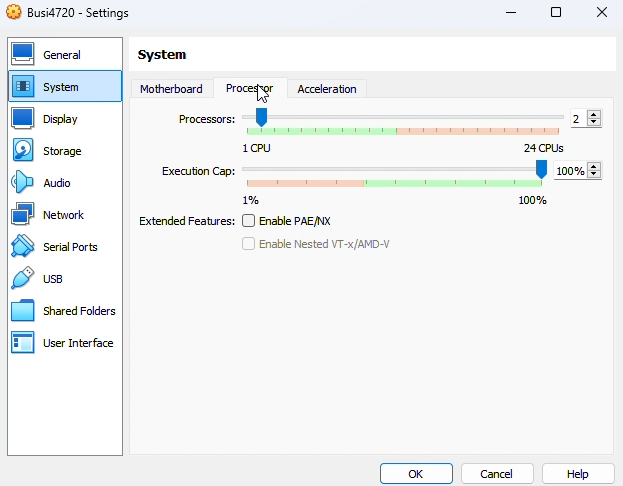 Busi4720 - Settings
General
System
Display
Storage
Audio
Network
Serial Ports
USB
Shared Folders
User Interface
System
Motherboard Processor Acceleration
Processors: 2
1 CPU 24 CPUs
Execution Cap: 100%
1% 100%
Extended Features: Enable PAE/NX
Enable Nested VT-x/AMD-V
OK Cancel Help